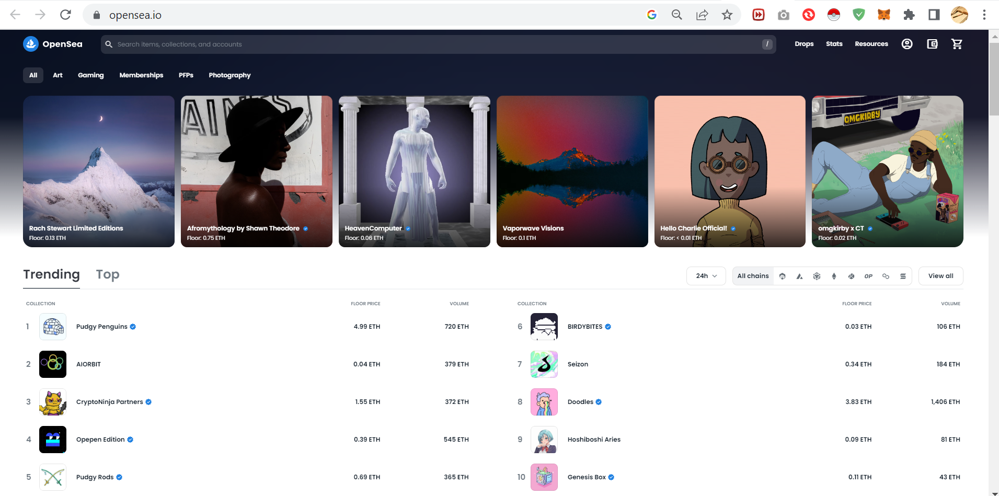 opensea.io
OpenSea
Search items, collections, and accounts
/
Drops
Stats
Resources
All
Art
Gaming
Memberships
PFPs
Photography
AINES
OMGKIRBY
Rach Stewart Limited Editions
Floor: 0.13 ETH
Afromythology by Shawn Theodore
Floor: 0.75 ETH
HeavenComputer
Floor: 0.06 ETH
Vaporwave Visions
Floor: 0.1 ETH
Hello Charlie Official!
Floor: < 0.01 ETH
omgkirby x CT
Floor: 0.02 ETH
Trending
Top
24h
All chains
OP
View all
COLLECTION FLOOR PRICE VOLUME
1 Pudgy Penguins 4.99 ETH 720 ETH
2 AIORBIT 0.04 ETH 379 ETH
3 CryptoNinja Partners 1.55 ETH 372 ETH
4 Opepen Edition 0.39 ETH 545 ETH
5 Pudgy Rods 0.69 ETH 365 ETH
COLLECTION FLOOR PRICE VOLUME
6 BIRDYBITES 0.03 ETH 106 ETH
7 Seizon 0.34 ETH 184 ETH
8 Doodles 3.83 ETH 1,406 ETH
9 Hoshiboshi Aries 0.09 ETH 81 ETH
10 Genesis Box 0.11 ETH 43 ETH